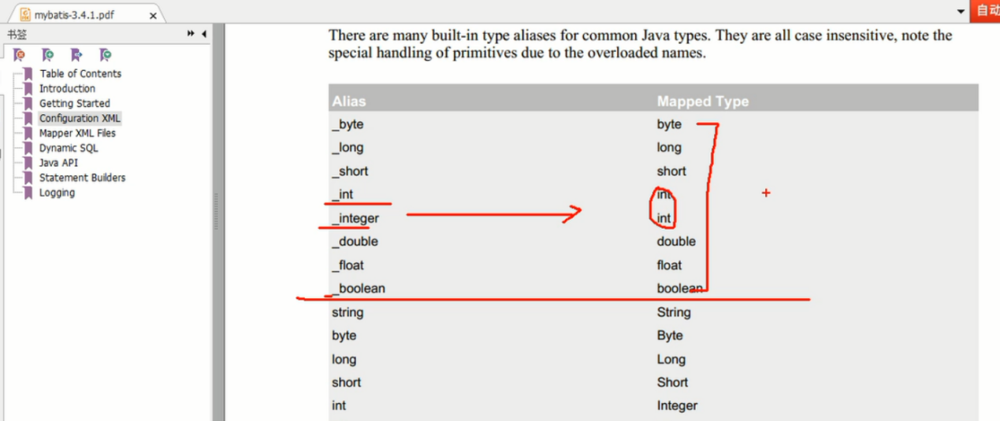 mybatis-3.4.1.pdf
自动
书签
Table of Contents
Introduction
Getting Started
Configuration XML
Mapper XML Files
Dynamic SQL
Java API
Statement Builders
Logging
There are many built-in type aliases for common Java types. They are all case insensitive, note the
special handling of primitives due to the overloaded names.
Alias Mapped Type
_byte byte
_long long
_short short
_int int
_integer int
_double double
_float float
_boolean boolean
string String
byte Byte
long Long
short Short
int Integer